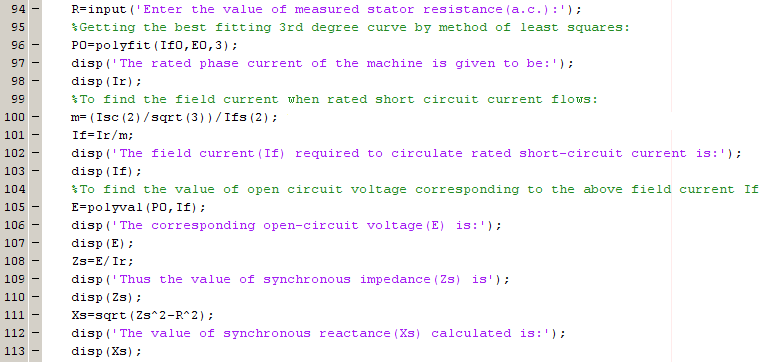 94 – R=input('Enter the value of measured stator resistance(a.c.):');
95 %Getting the best fitting 3rd degree curve by method of least squares:
96 – P0=polyfit(If0,E0,3);
97 – disp('The rated phase current of the machine is given to be:');
98 – disp(Ir);
99 %To find the field current when rated short circuit current flows:
100 – m=(Isc(2)/sqrt(3))/Ifs(2);
101 – If=Ir/m;
102 – disp('The field current(If) required to circulate rated short-circuit current is:');
103 – disp(If);
104 %To find the value of open circuit voltage corresponding to the above field current If
105 – E=polyval(P0,If);
106 – disp('The corresponding open-circuit voltage(E) is:');
107 – disp(E);
108 – Zs=E/Ir;
109 – disp('Thus the value of synchronous impedance(Zs) is');
110 – disp(Zs);
111 – Xs=sqrt(Zs^2-R^2);
112 – disp('The value of synchronous reactance(Xs) calculated is:');
113 – disp(Xs);